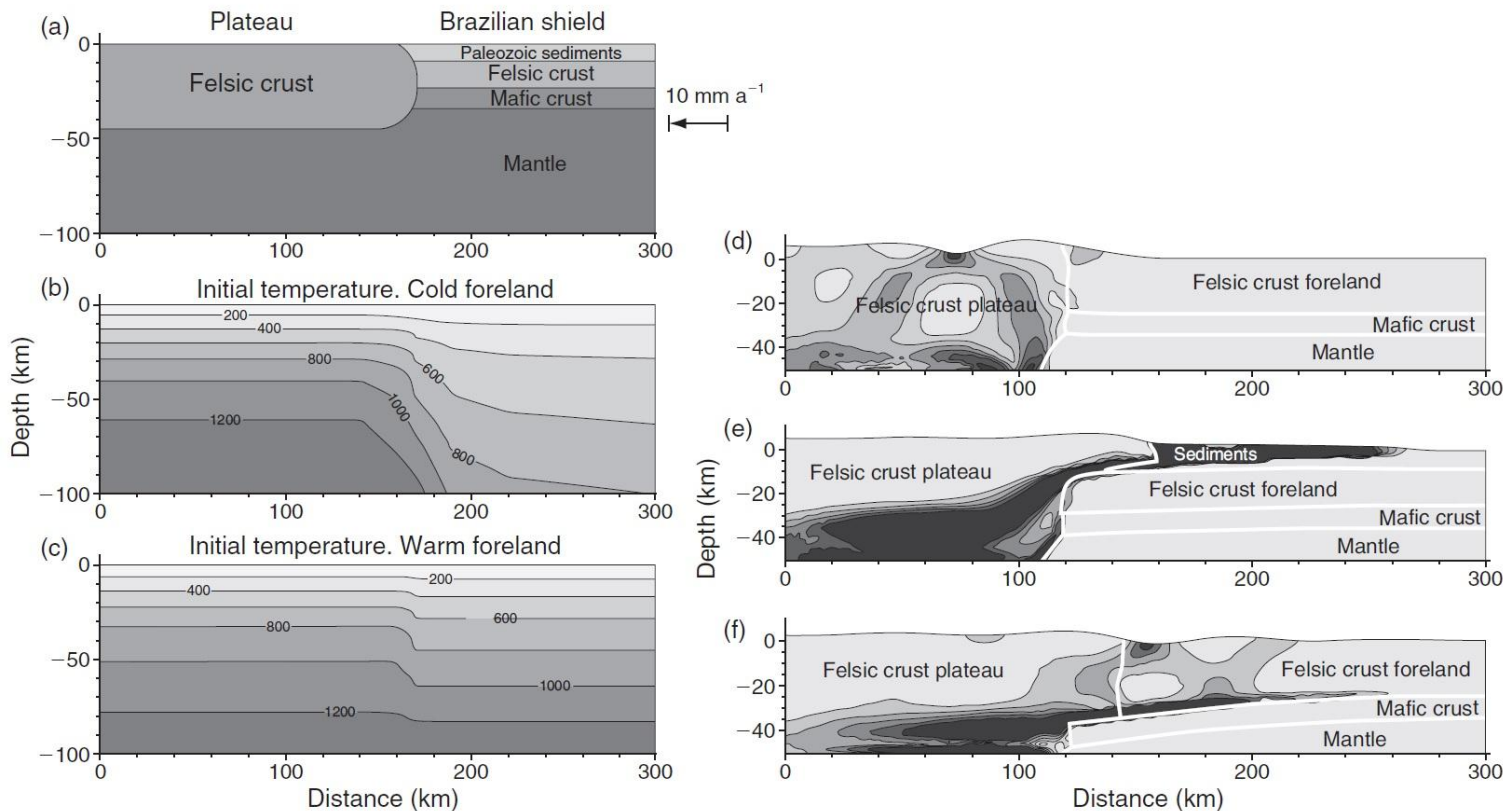 (a)
Plateau
Brazilian shield
0
−50
−100
Felsic crust
Paleozoic sediments
Felsic crust
Mafic crust
Mantle
10 mm a⁻¹
0 100 200 300
(b)
Initial temperature. Cold foreland
0
−50
−100
200
400
800
600
1000
1200
800
0 100 200 300
Depth (km)
(c)
Initial temperature. Warm foreland
0
−50
−100
200
400
600
800
1000
1200
0 100 200 300
Distance (km)
(d)
0
−20
−40
Felsic crust plateau
Felsic crust foreland
Mafic crust
Mantle
0 100 200 300
(e)
0
−20
−40
Sediments
Felsic crust plateau
Felsic crust foreland
Mafic crust
Mantle
0 100 200 300
Depth (km)
(f)
0
−20
−40
Felsic crust plateau
Felsic crust foreland
Mafic crust
Mantle
0 100 200 300
Distance (km)